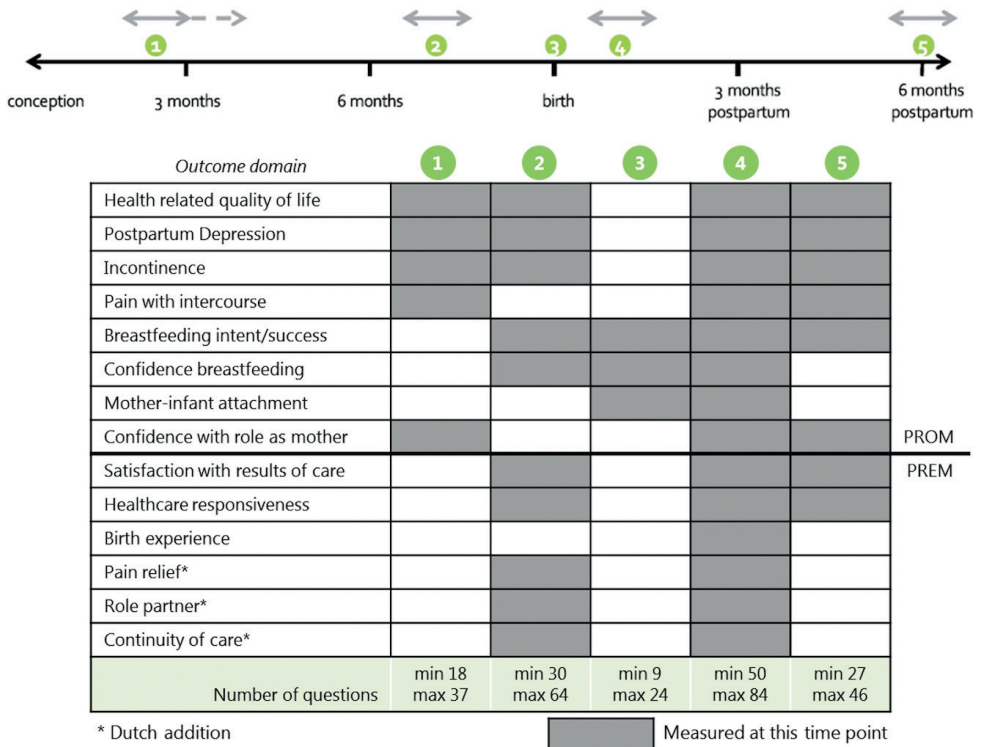 1 2 3 4 5
conception 3 months 6 months birth 3 months postpartum 6 months postpartum
Outcome domain 1 2 3 4 5
Health related quality of life
Postpartum Depression
Incontinence
Pain with intercourse
Breastfeeding intent/success
Confidence breastfeeding
Mother-infant attachment
Confidence with role as mother PROM
Satisfaction with results of care PREM
Healthcare responsiveness
Birth experience
Pain relief*
Role partner*
Continuity of care*
Number of questions min 18 max 37 min 30 max 64 min 9 max 24 min 50 max 84 min 27 max 46
* Dutch addition Measured at this time point